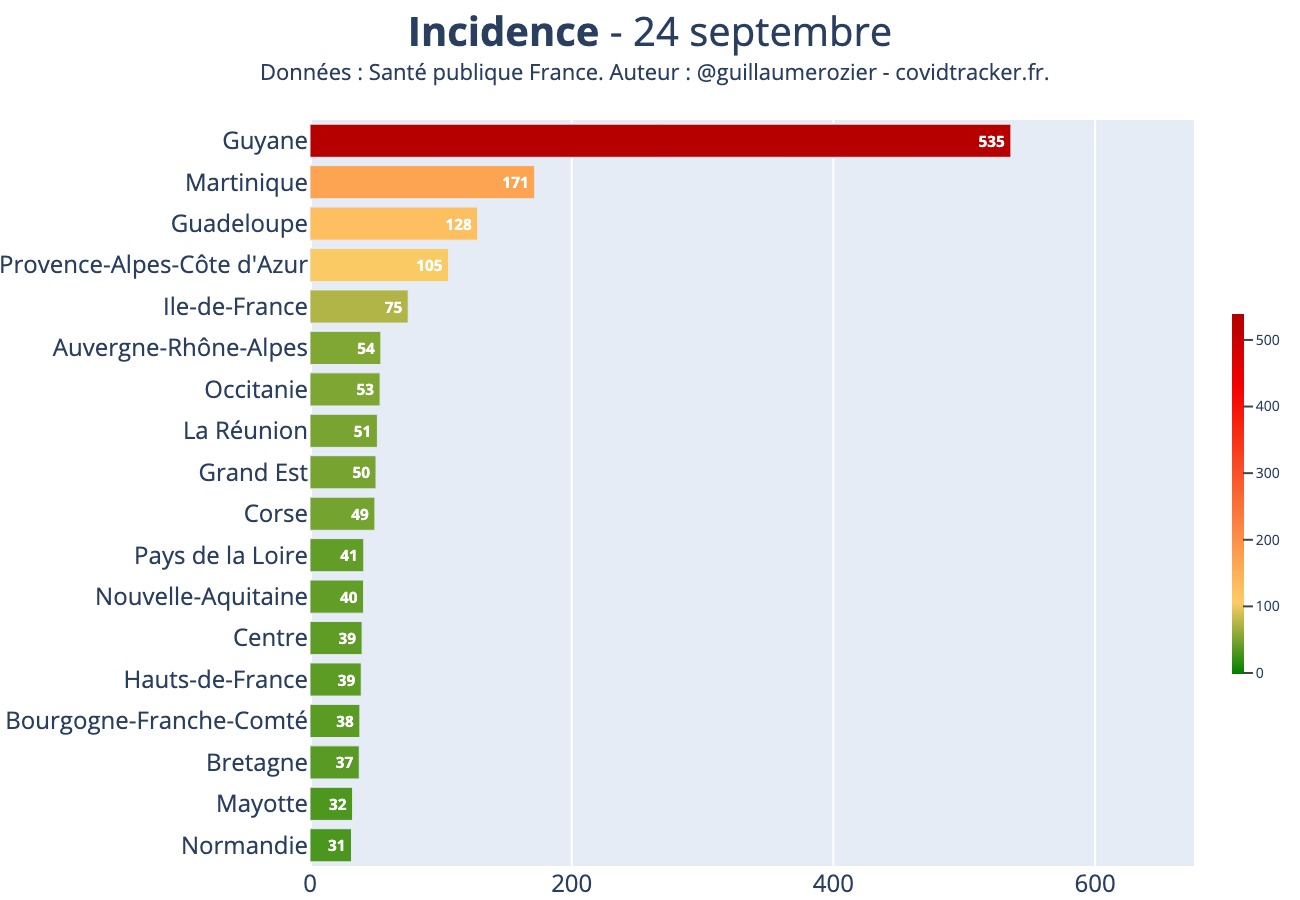 Incidence - 24 septembre
Données : Santé publique France. Auteur : @guillaumerozier - covidtracker.fr.
Guyane 535
Martinique 171
Guadeloupe 128
Provence-Alpes-Côte d'Azur 105
Ile-de-France 75
Auvergne-Rhône-Alpes 54
Occitanie 53
La Réunion 51
Grand Est 50
Corse 49
Pays de la Loire 41
Nouvelle-Aquitaine 40
Centre 39
Hauts-de-France 39
Bourgogne-Franche-Comté 38
Bretagne 37
Mayotte 32
Normandie 31
0 200 400 600
500
400
300
200
100
0